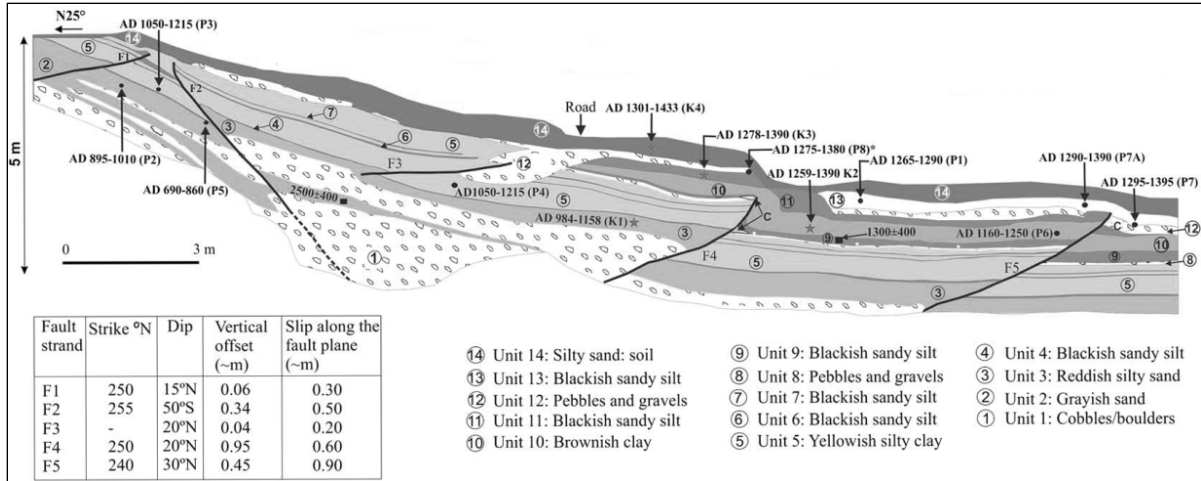 N25°
AD 1050-1215 (P3)
14
5
F1
2
F2
AD 895-1010 (P2)
AD 690-860 (P5)
3
4
7
6
5
14
Road
AD 1301-1433 (K4)
AD 1278-1390 (K3)
AD 1275-1380 (P8)*
AD 1259-1390 K2
AD 1265-1290 (P1)
AD 1290-1390 (P7A)
AD 1295-1395 (P7)
F3
12
AD1050-1215 (P4)
2500±400
AD 984-1158 (K1)
5
10
11
13
14
C
C
12
3
9
1300±400
AD 1160-1250 (P6)
10
9
8
1
F4
5
F5
5
3
5 m
0
3 m
Fault strand
Strike °N
Dip
Vertical offset (~m)
Slip along the fault plane (~m)
F1 250 15°N 0.06 0.30
F2 255 50°S 0.34 0.50
F3 - 20°N 0.04 0.20
F4 250 20°N 0.95 0.60
F5 240 30°N 0.45 0.90
14 Unit 14: Silty sand: soil
13 Unit 13: Blackish sandy silt
12 Unit 12: Pebbles and gravels
11 Unit 11: Blackish sandy silt
10 Unit 10: Brownish clay
9 Unit 9: Blackish sandy silt
8 Unit 8: Pebbles and gravels
7 Unit 7: Blackish sandy silt
6 Unit 6: Blackish sandy silt
5 Unit 5: Yellowish silty clay
4 Unit 4: Blackish sandy silt
3 Unit 3: Reddish silty sand
2 Unit 2: Grayish sand
1 Unit 1: Cobbles/boulders